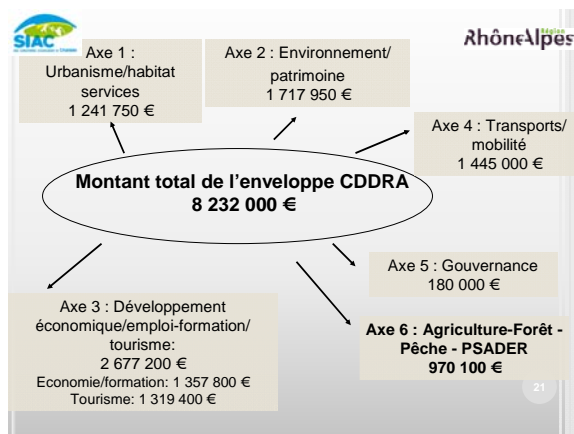 SIAC
Région
RhôneAlpes
Axe 1 :
Urbanisme/habitat
services
1 241 750 €
Axe 2 : Environnement/
patrimoine
1 717 950 €
Axe 4 : Transports/
mobilité
1 445 000 €
Montant total de l'enveloppe CDDRA
8 232 000 €
Axe 5 : Gouvernance
180 000 €
Axe 3 : Développement
économique/emploi-formation/
tourisme:
2 677 200 €
Economie/formation: 1 357 800 €
Tourisme: 1 319 400 €
Axe 6 : Agriculture-Forêt -
Pêche - PSADER
970 100 €
21